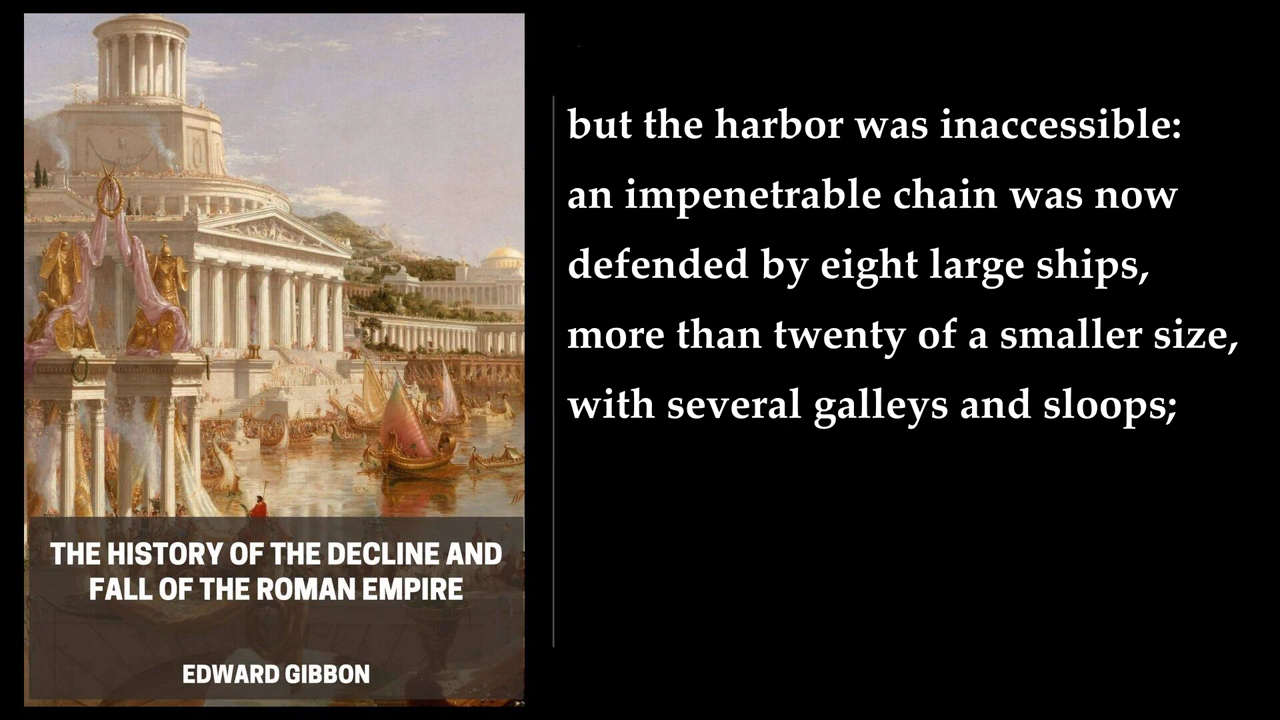 THE HISTORY OF THE DECLINE AND
FALL OF THE ROMAN EMPIRE
EDWARD GIBBON
but the harbor was inaccessible:
an impenetrable chain was now
defended by eight large ships,
more than twenty of a smaller size,
with several galleys and sloops;